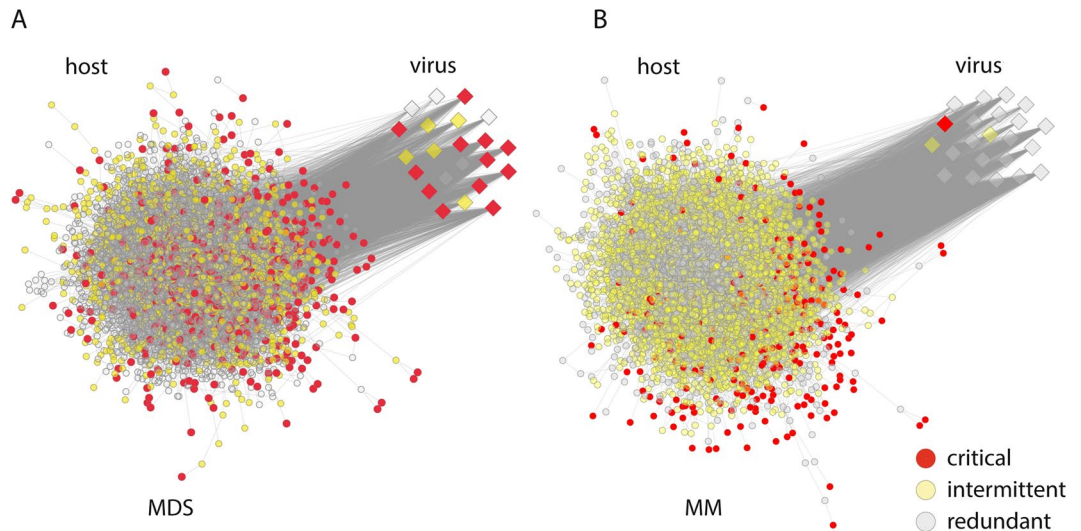 A
B
host
virus
host
virus
MDS
MM
critical
intermittent
redundant